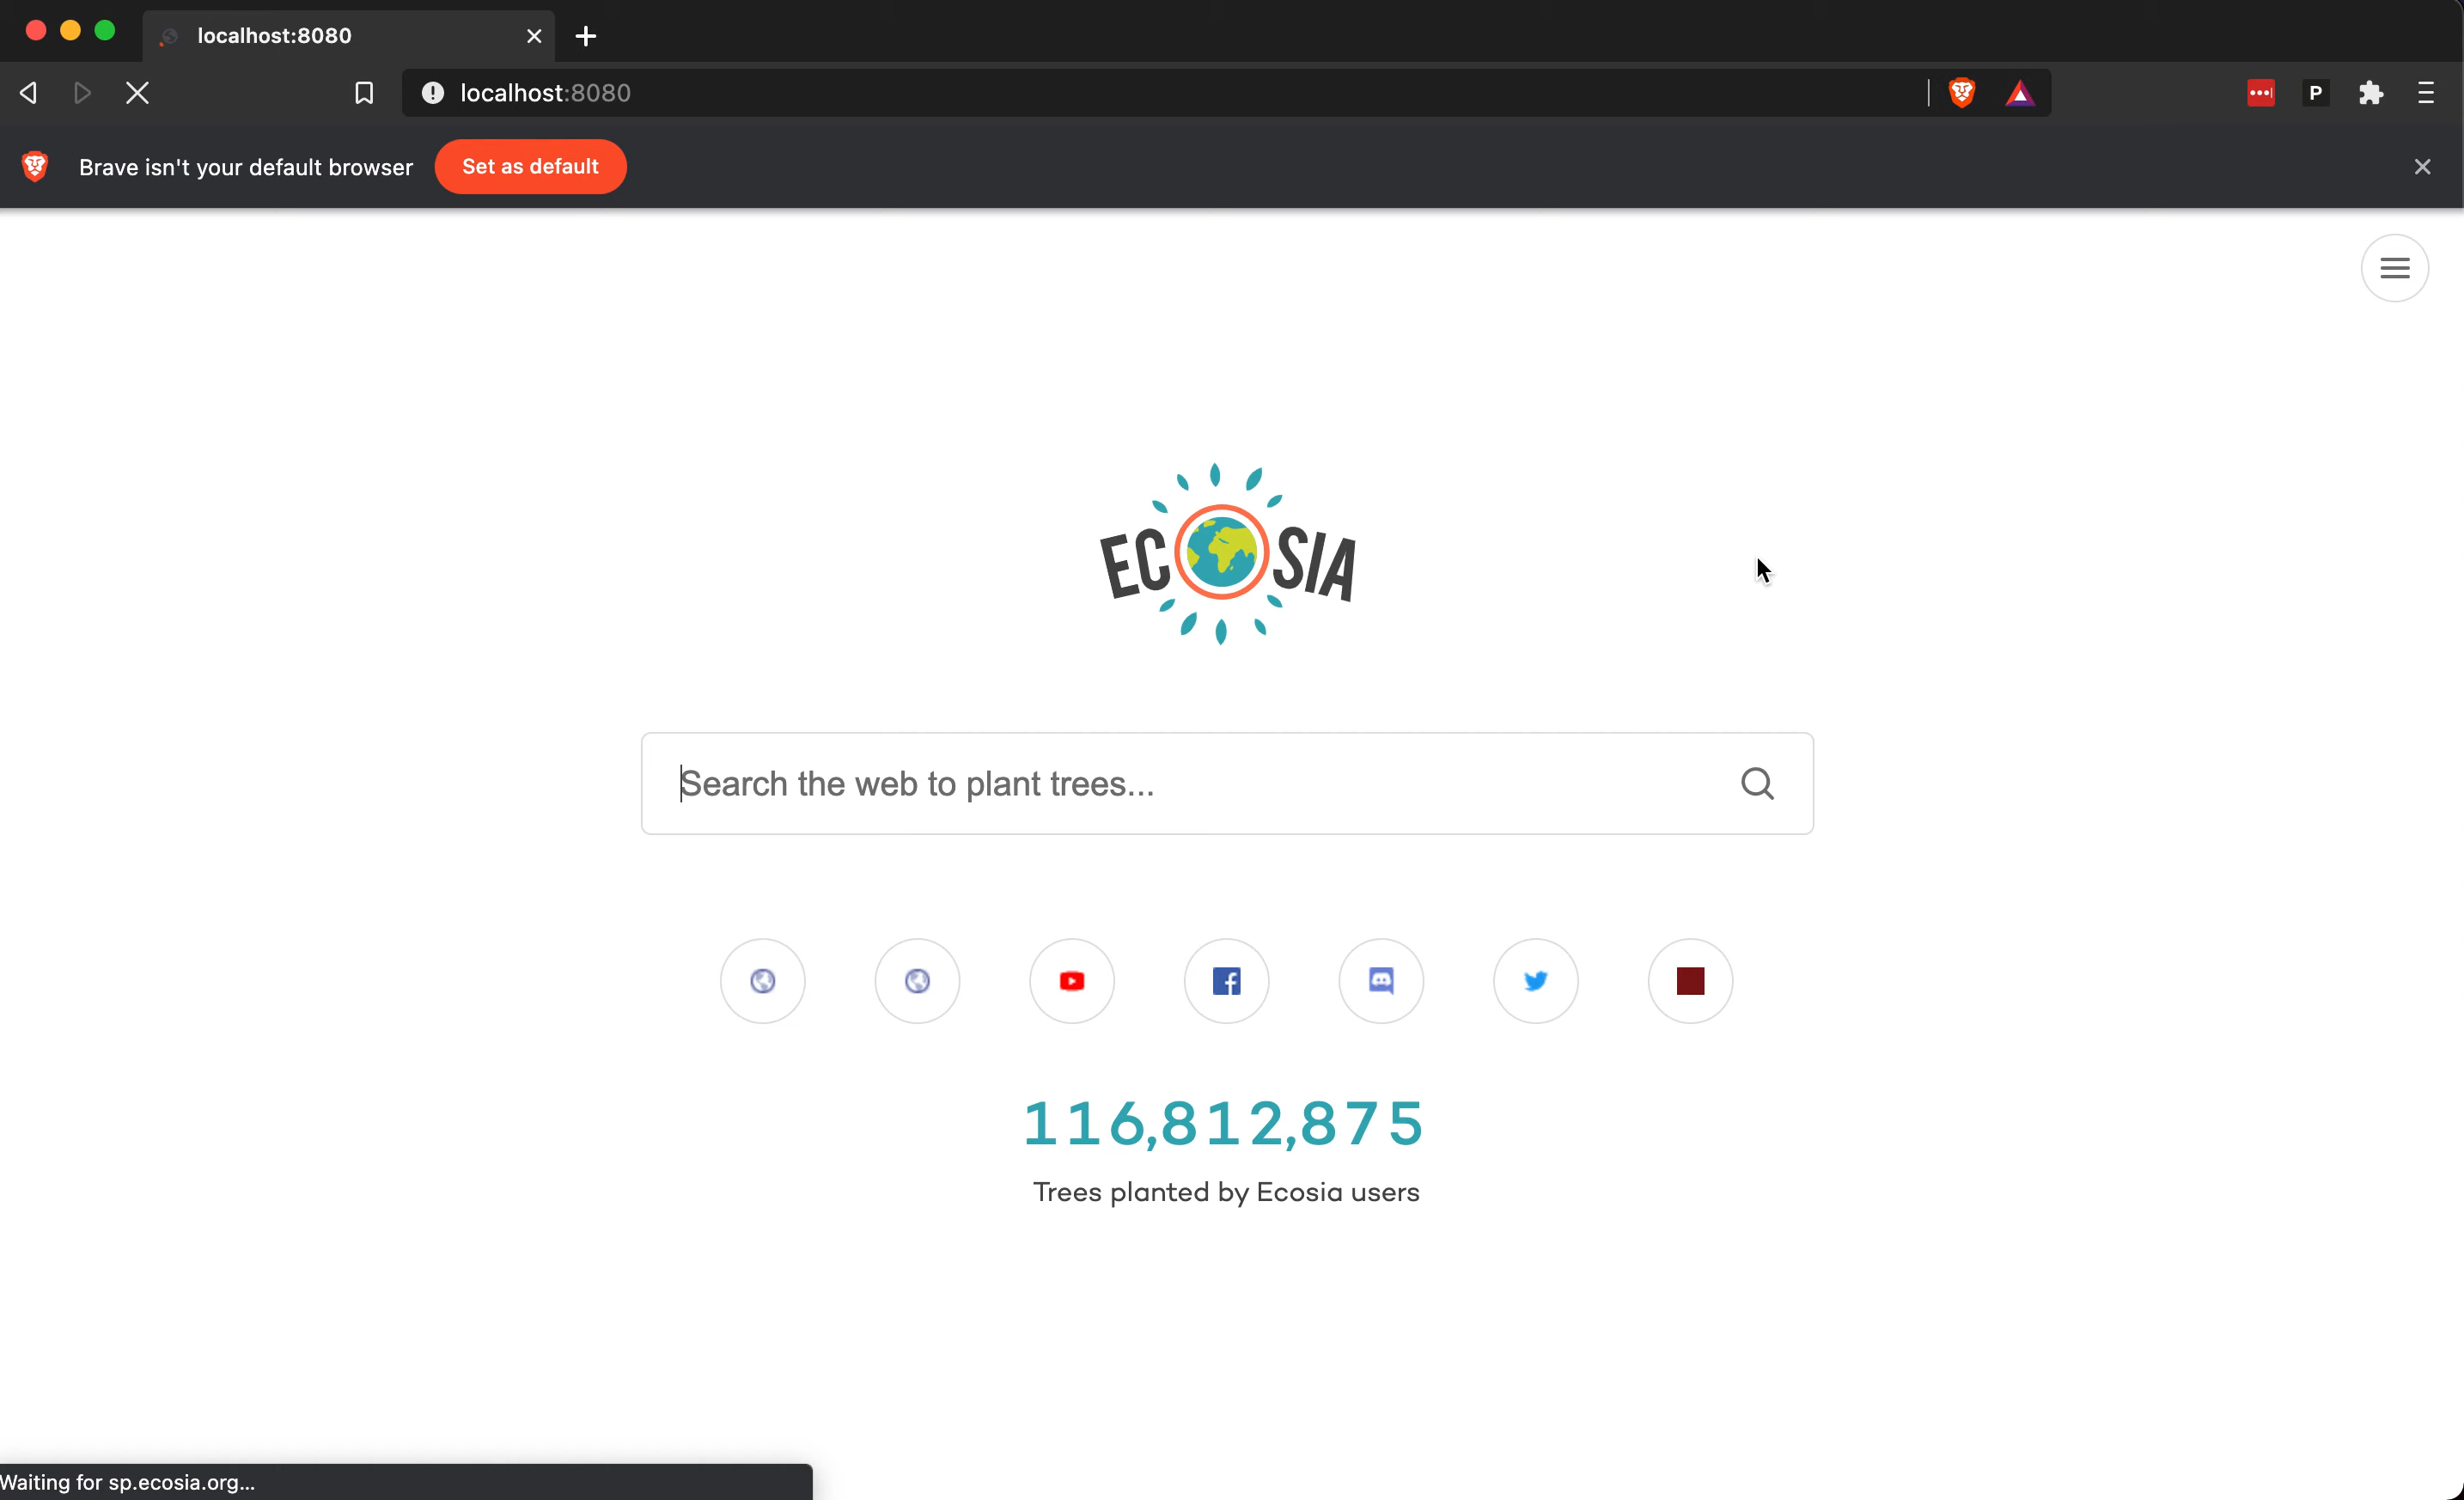 localhost:8080
localhost:8080
P
Brave isn't your default browser
Set as default
ECOSIA
Search the web to plant trees...
116,812,875
Trees planted by Ecosia users
Waiting for sp.ecosia.org...